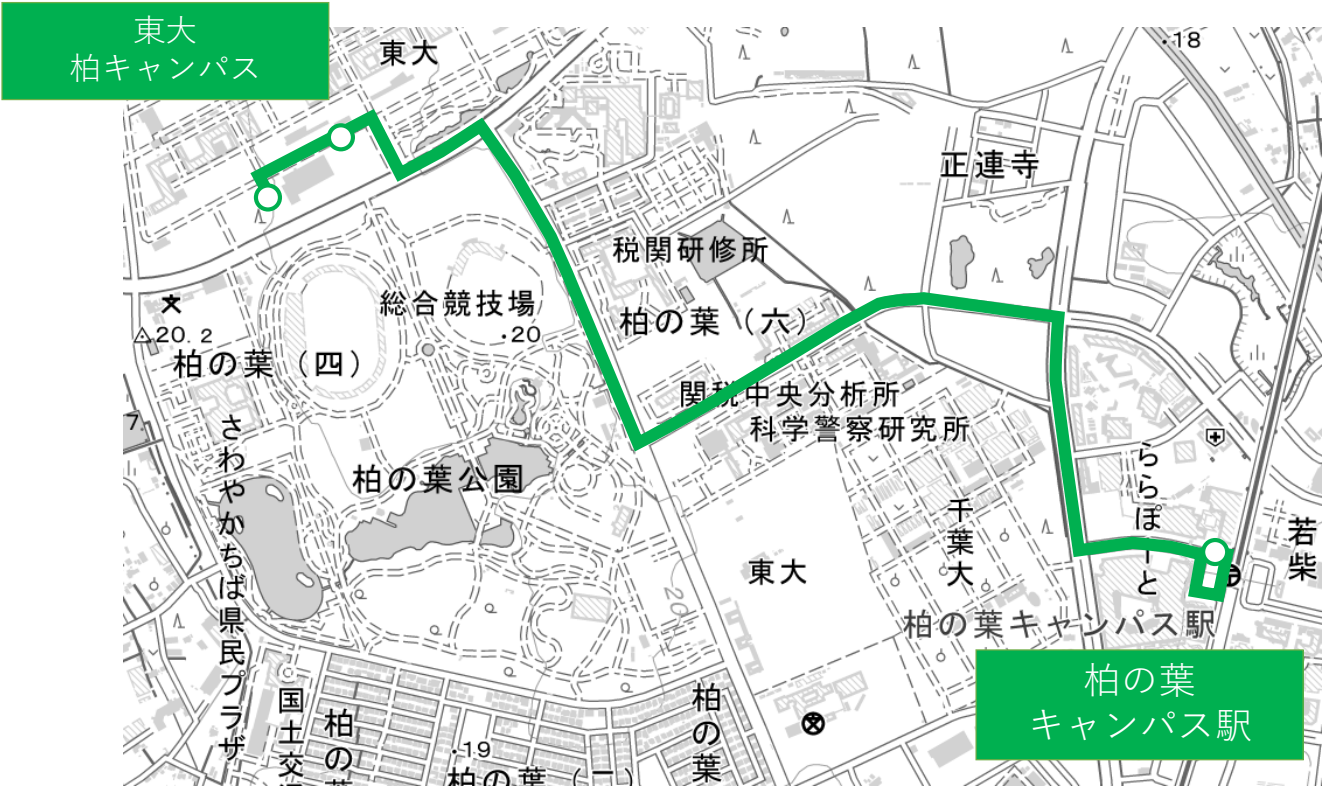 東大
柏キャンパス
東大
・18
正連寺
税関研修所
総合競技場
・20
20.2
柏の葉（六）
柏の葉（四）
関税中央分析所
科学警察研究所
7.
さわやかちば県民プラザ
柏の葉公園
ららぽーと
千葉大
若柴
東大
20
柏の葉キャンパス駅
柏の葉
キャンパス駅
国土交
柏の葉
柏の葉
・19
柏の葉（二）